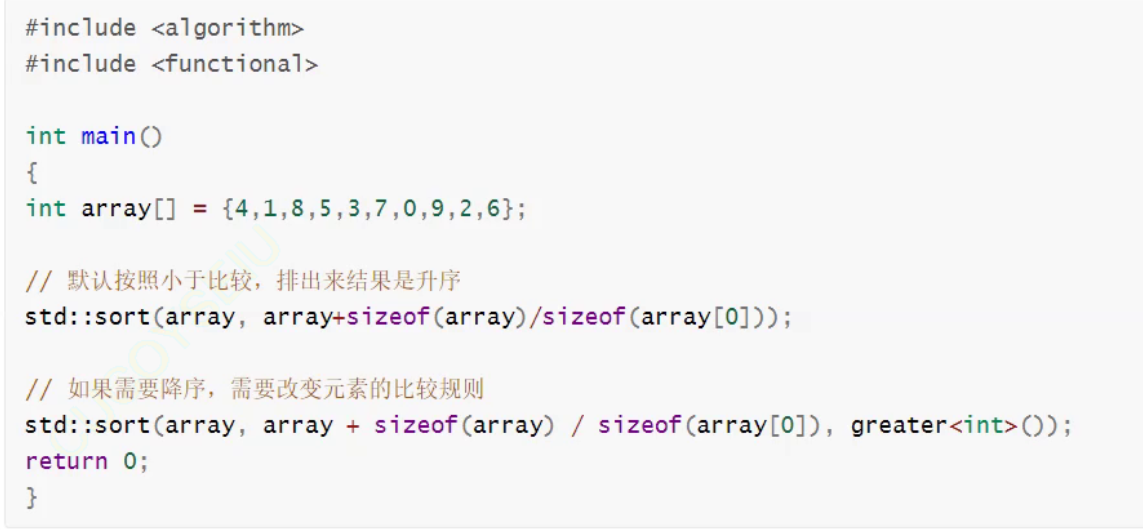 #include <algorithm>
#include <functional>
int main()
{
int array[] = {4,1,8,5,3,7,0,9,2,6};
// 默认按照小于比较，排出来结果是升序
std::sort(array, array+sizeof(array)/sizeof(array[0]));
// 如果需要降序，需要改变元素的比较规则
std::sort(array, array + sizeof(array) / sizeof(array[0]), greater<int>());
return 0;
}